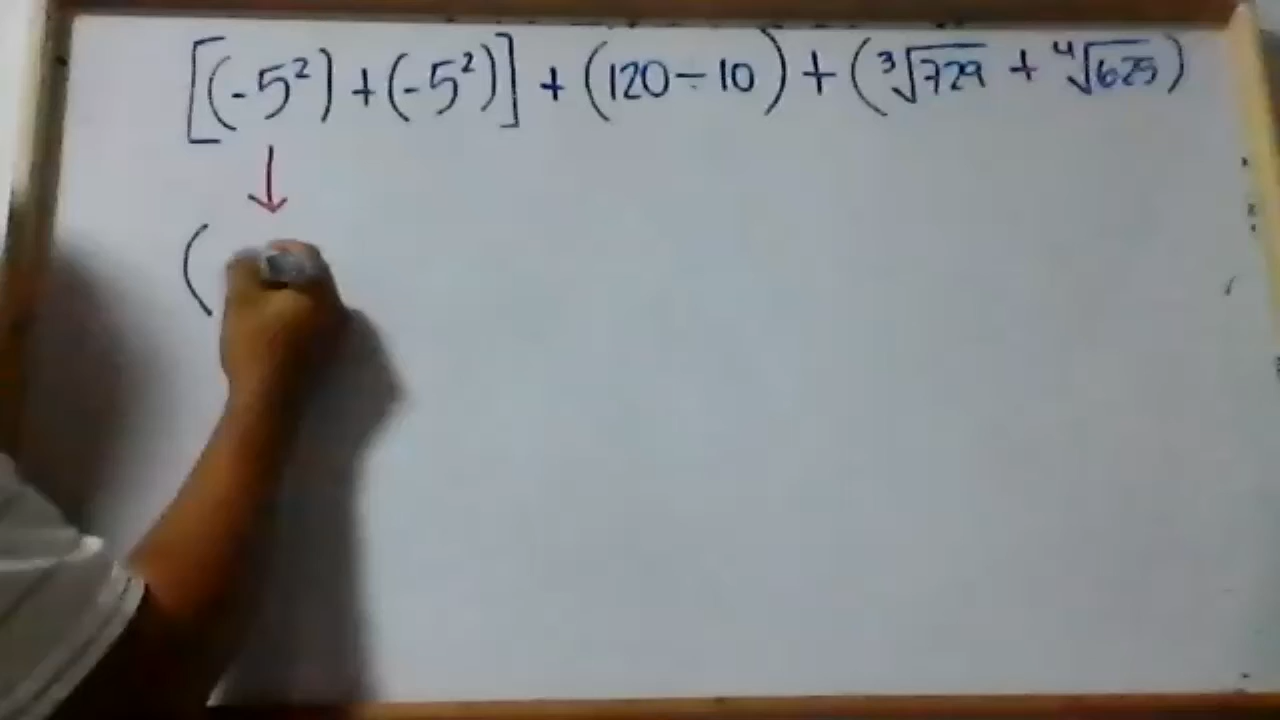 [(-5²)+(-5²)] + (120÷10) + (∛729 + ∜625)
(